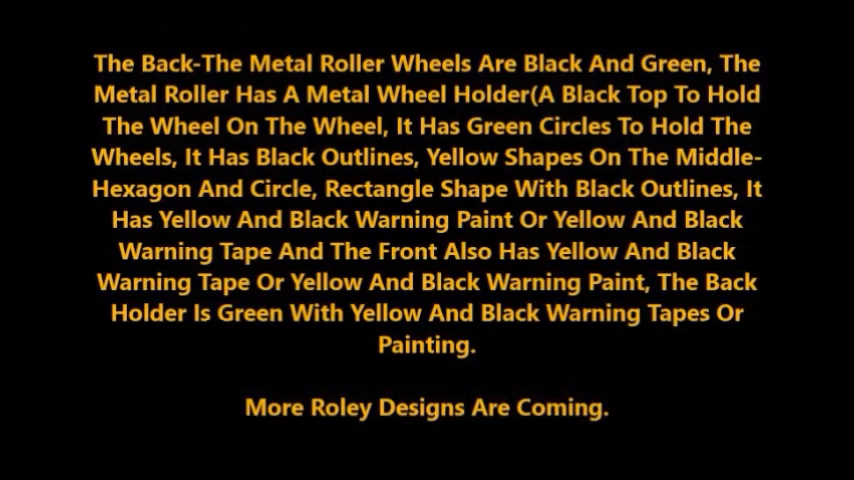 The Back-The Metal Roller Wheels Are Black And Green, The
Metal Roller Has A Metal Wheel Holder(A Black Top To Hold
The Wheel On The Wheel, It Has Green Circles To Hold The
Wheels, It Has Black Outlines, Yellow Shapes On The Middle-
Hexagon And Circle, Rectangle Shape With Black Outlines, It
Has Yellow And Black Warning Paint Or Yellow And Black
Warning Tape And The Front Also Has Yellow And Black
Warning Tape Or Yellow And Black Warning Paint, The Back
Holder Is Green With Yellow And Black Warning Tapes Or
Painting.
More Roley Designs Are Coming.